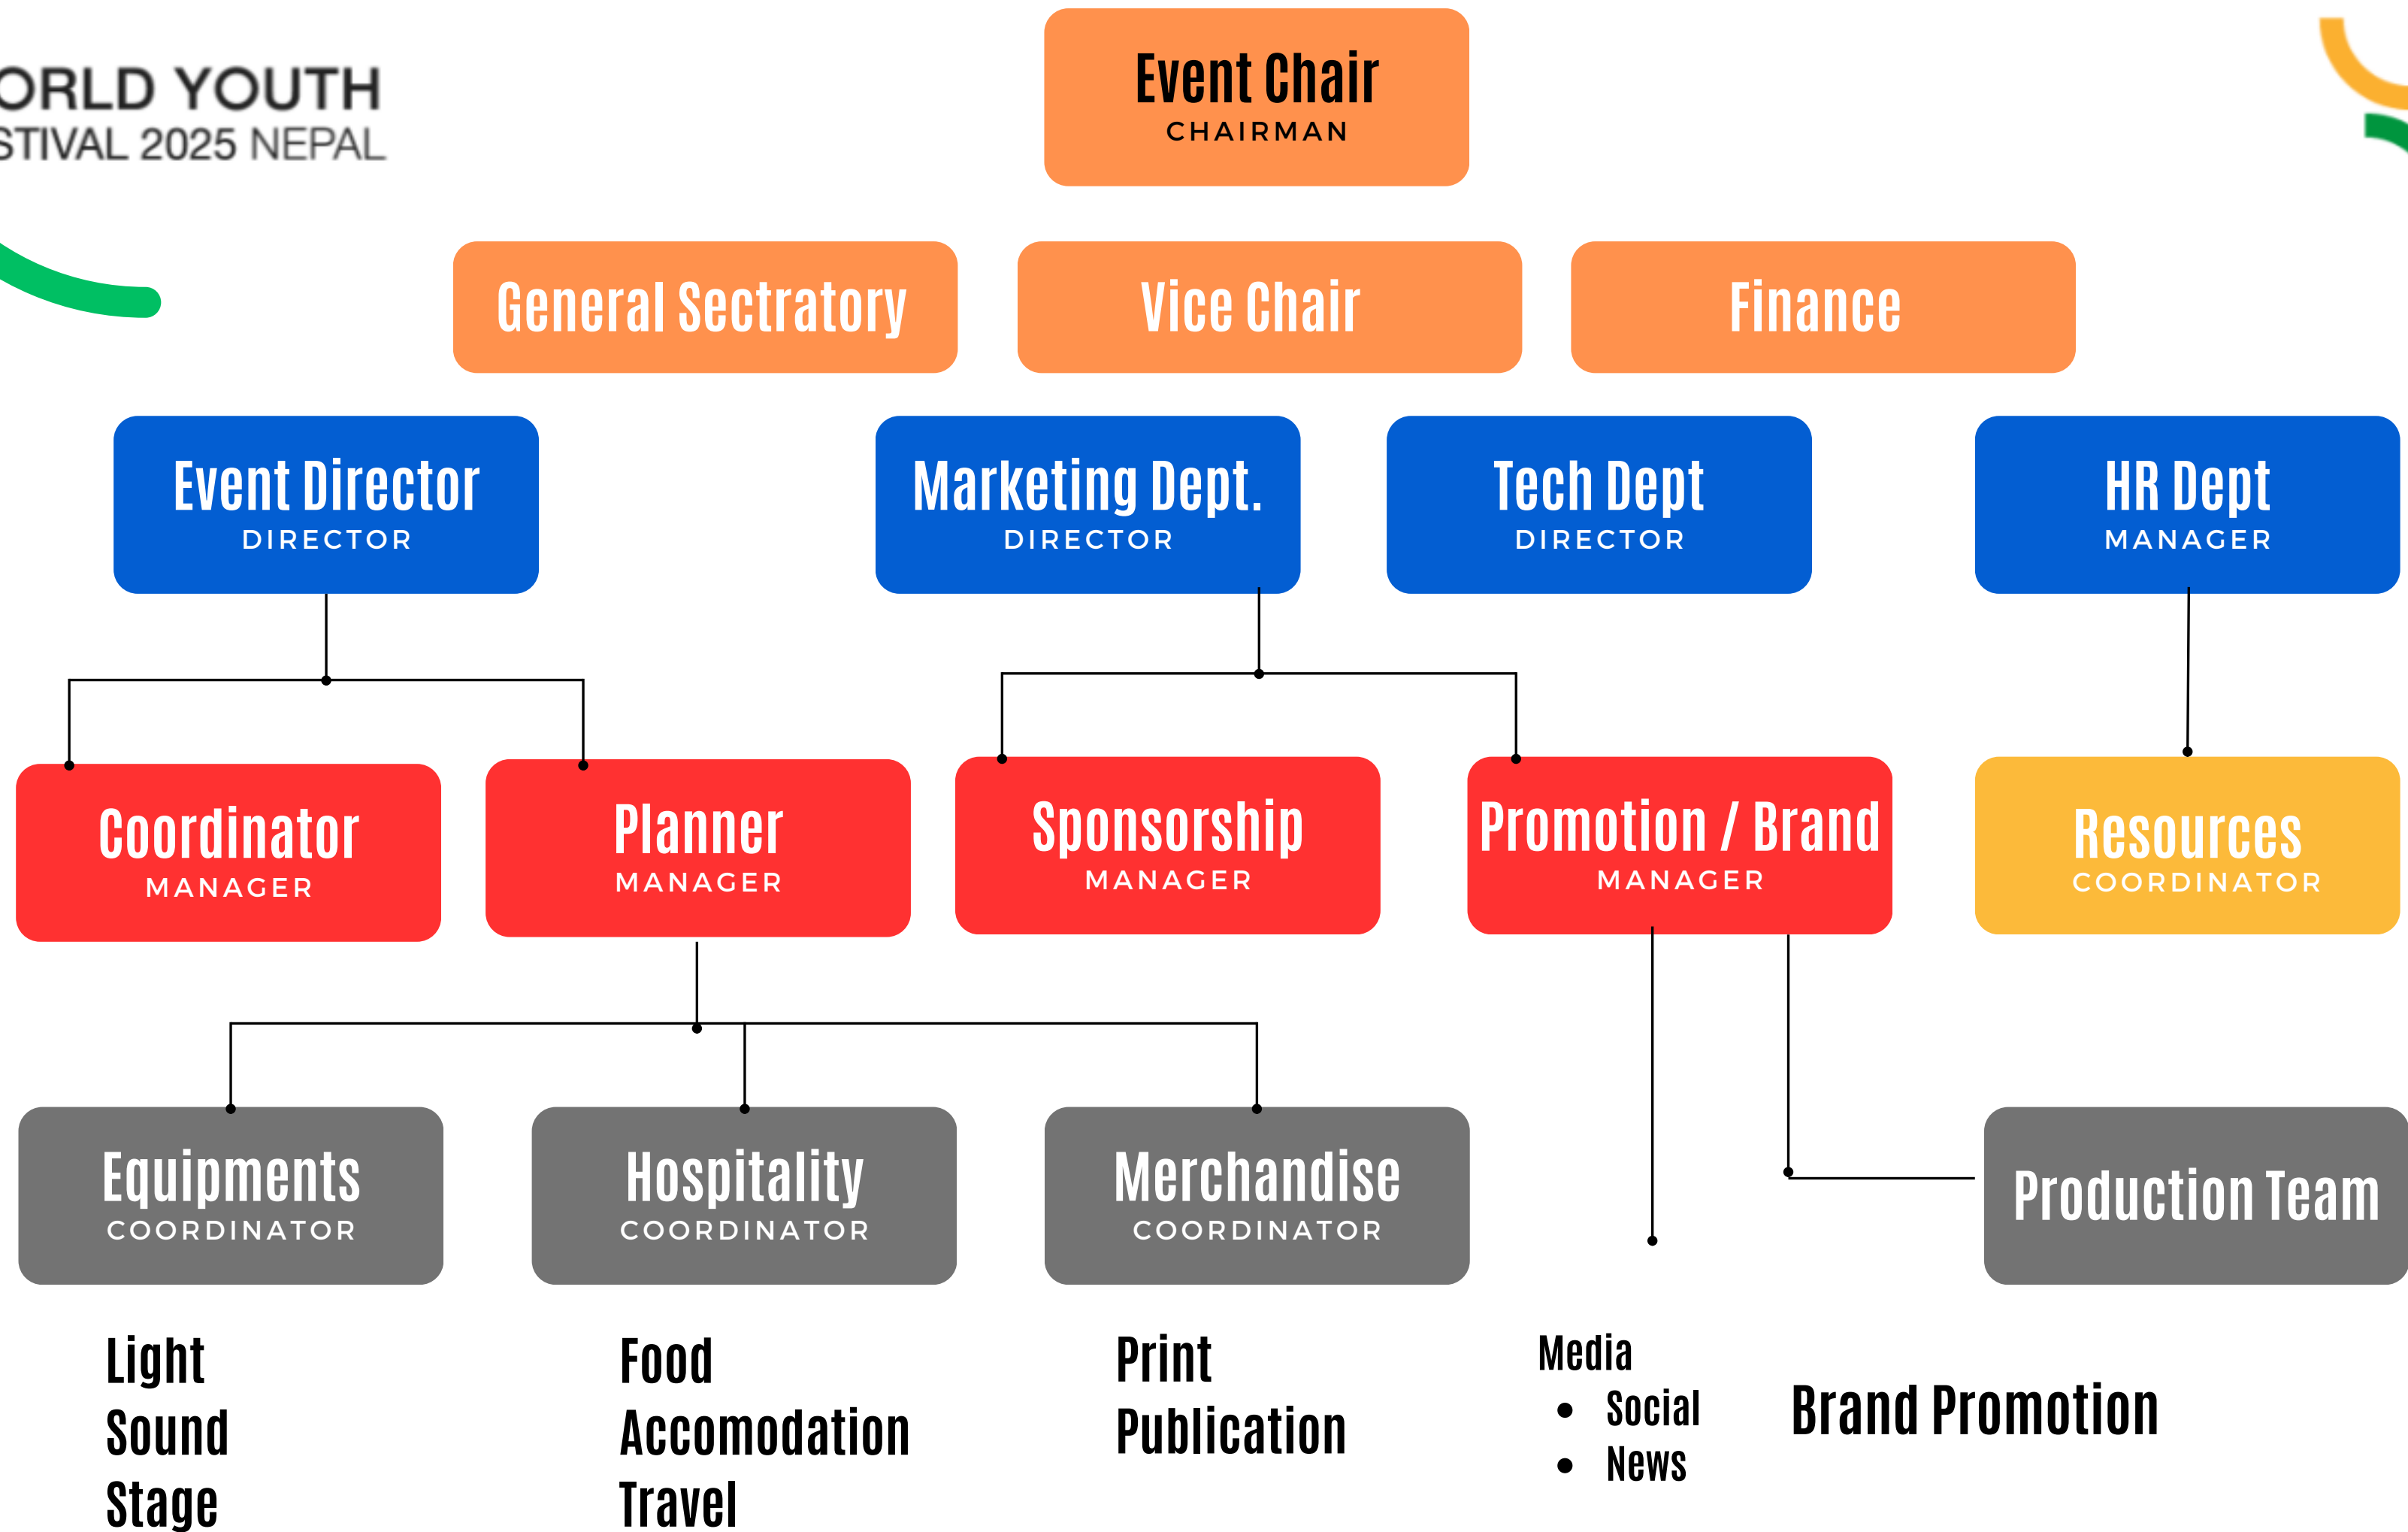 ORLD YOUTH
STIVAL 2025 NEPAL
Event Chair
CHAIRMAN
General Sectratory
Vice Chair
Finance
Event Director
DIRECTOR
Marketing Dept.
DIRECTOR
Tech Dept
DIRECTOR
HR Dept
MANAGER
Coordinator
MANAGER
Planner
MANAGER
Sponsorship
MANAGER
Promotion / Brand
MANAGER
Resources
COORDINATOR
Equipments
COORDINATOR
Hospitality
COORDINATOR
Merchandise
COORDINATOR
Production Team
Light
Sound
Stage
Food
Accomodation
Travel
Print
Publication
Media
• Social
• News
Brand Promotion